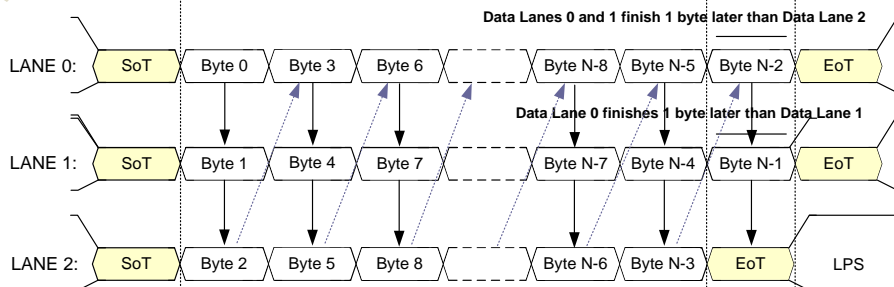 Data Lanes 0 and 1 finish 1 byte later than Data Lane 2
LANE 0: SoT Byte 0 Byte 3 Byte 6 Byte N-8 Byte N-5 Byte N-2 EoT
Data Lane 0 finishes 1 byte later than Data Lane 1
LANE 1: SoT Byte 1 Byte 4 Byte 7 Byte N-7 Byte N-4 Byte N-1 EoT
LANE 2: SoT Byte 2 Byte 5 Byte 8 Byte N-6 Byte N-3 EoT LPS